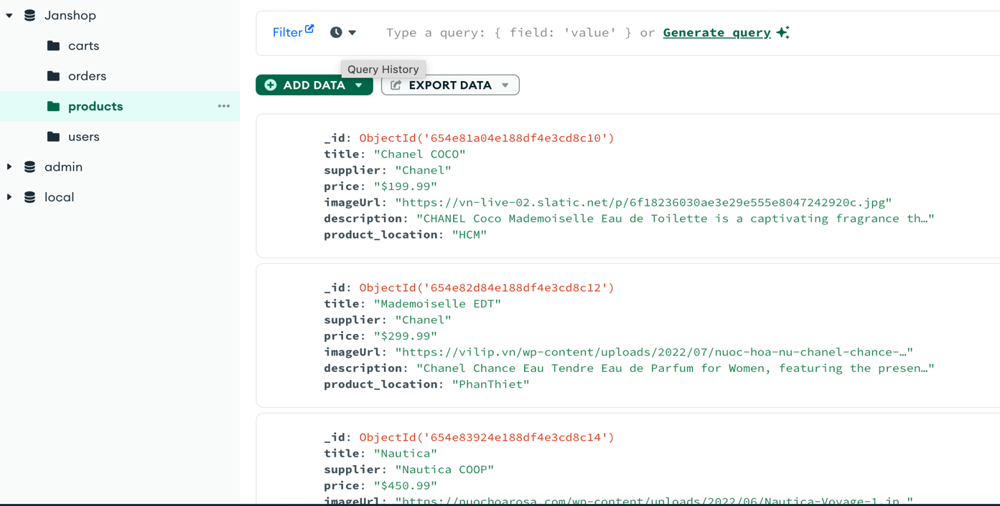 Janshop
carts
orders
products
users
admin
local
Filter
Type a query: { field: 'value' } or Generate query
Query History
ADD DATA
EXPORT DATA
_id: ObjectId('654e81a04e188df4e3cd8c10')
title: "Chanel COCO"
supplier: "Chanel"
price: "$199.99"
imageUrl: "https://vn-live-02.slatic.net/p/6f18236030ae3e29e555e8047242920c.jpg"
description: "CHANEL Coco Mademoiselle Eau de Toilette is a captivating fragrance th…"
product_location: "HCM"
_id: ObjectId('654e82d84e188df4e3cd8c12')
title: "Mademoiselle EDT"
supplier: "Chanel"
price: "$299.99"
imageUrl: "https://vilip.vn/wp-content/uploads/2022/07/nuoc-hoa-nu-chanel-chance-…"
description: "Chanel Chance Eau Tendre Eau de Parfum for Women, featuring the presen…"
product_location: "PhanThiet"
_id: ObjectId('654e83924e188df4e3cd8c14')
title: "Nautica"
supplier: "Nautica COOP"
price: "$450.99"
imageUrl: "https://nuochoarosa.com/wp-content/uploads/2022/06/Nautica-Voyage-1.jp…"